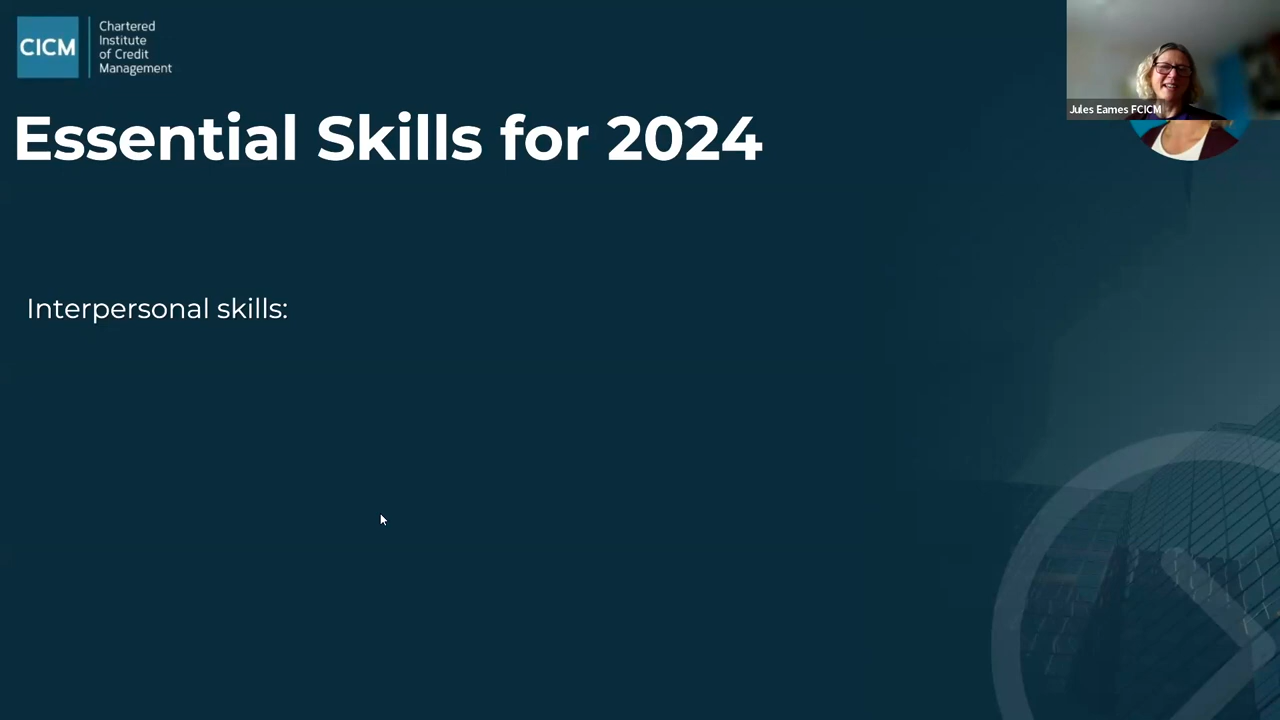 CICM
Chartered
Institute
of Credit
Management
Jules Eames FCICM
Essential Skills for 2024
Interpersonal skills: